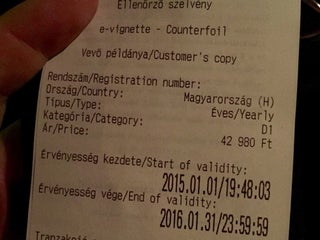 Ellenőrző szelvény
e-vignette - Counterfoil
Vevő példánya/Customer's copy
Rendszám/Registration number:
Ország/Country: Magyarország (H)
Típus/Type: Éves/Yearly
Kategória/Category: D1
Ár/Price: 42 980 Ft
Érvényesség kezdete/Start of validity:
2015.01.01/19:48:03
Érvényesség vége/End of validity:
2016.01.31/23:59:59